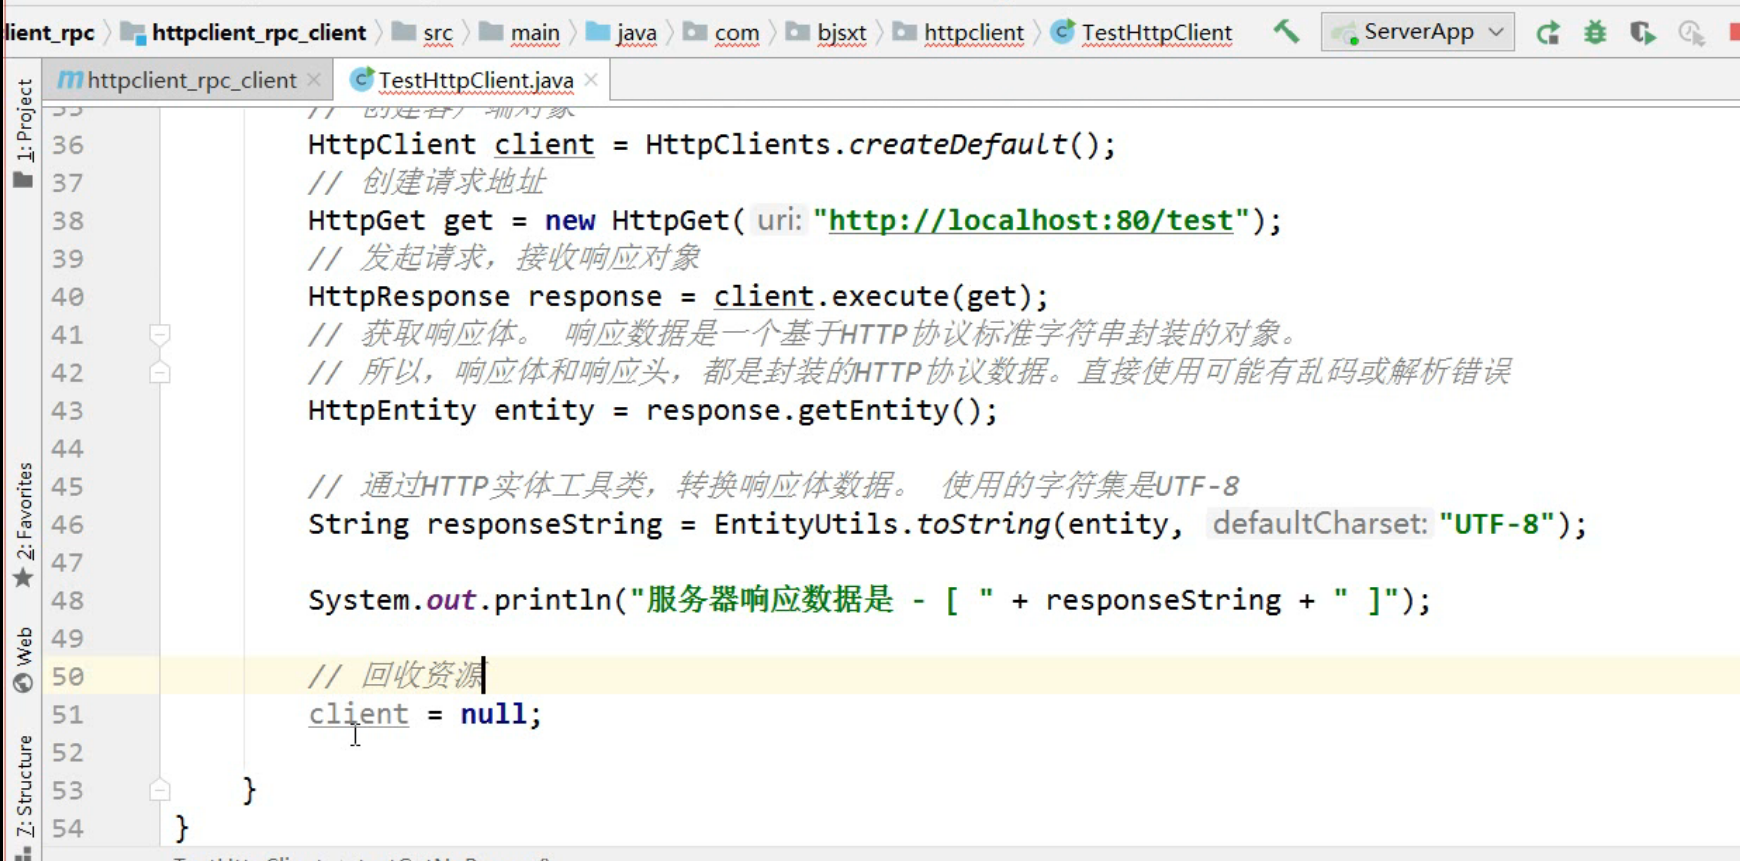 lient_rpc httpclient_rpc_client src main java com bjsxt httpclient TestHttpClient ServerApp
httpclient_rpc_client TestHttpClient.java
1: Project
2: Favorites
Web
7: Structure
35 // 创建客户端对象
36 HttpClient client = HttpClients.createDefault();
37 // 创建请求地址
38 HttpGet get = new HttpGet( uri: "http://localhost:80/test");
39 // 发起请求，接收响应对象
40 HttpResponse response = client.execute(get);
41 // 获取响应体。 响应数据是一个基于HTTP协议标准字符串封装的对象。
42 // 所以，响应体和响应头，都是封装的HTTP协议数据。直接使用可能有乱码或解析错误
43 HttpEntity entity = response.getEntity();
44
45 // 通过HTTP实体工具类，转换响应体数据。 使用的字符集是UTF-8
46 String responseString = EntityUtils.toString(entity, defaultCharset: "UTF-8");
47
48 System.out.println("服务器响应数据是 - [ " + responseString + " ]");
49
50 // 回收资源
51 client = null;
52
53 }
54 }